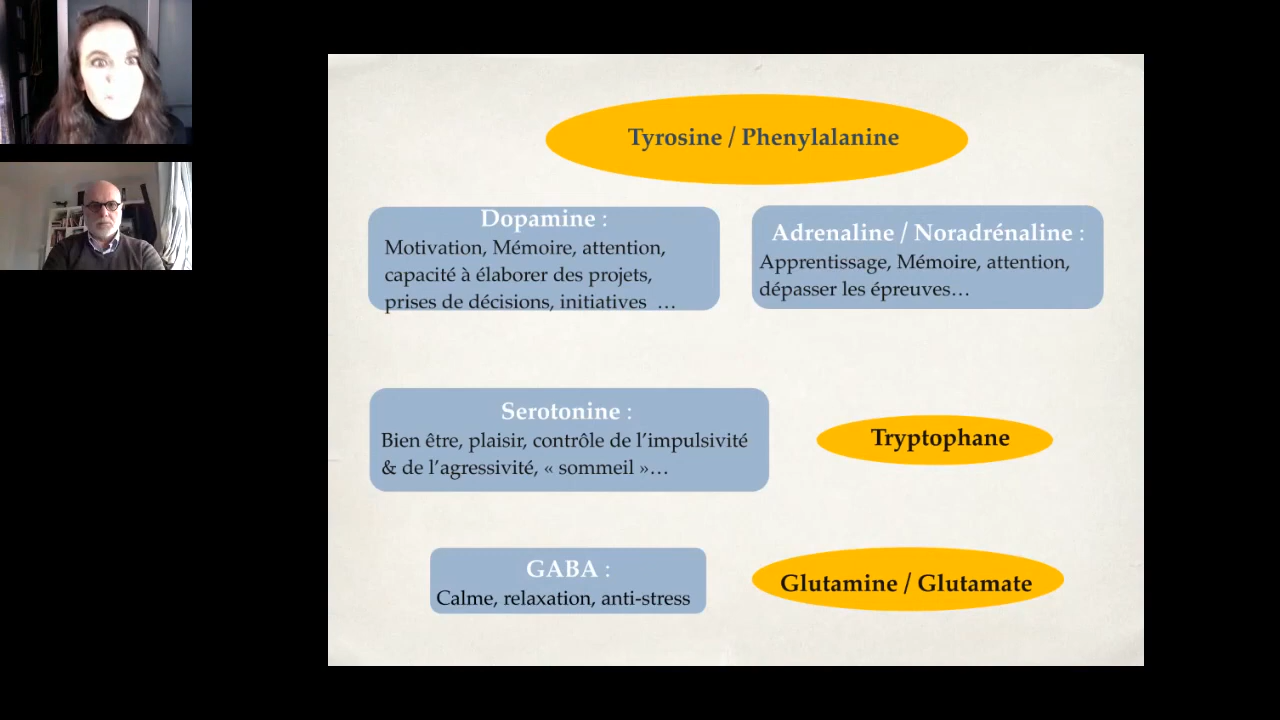 Tyrosine / Phenylalanine
Dopamine :
Motivation, Mémoire, attention,
capacité à élaborer des projets,
prises de décisions, initiatives …
Adrenaline / Noradrénaline :
Apprentissage, Mémoire, attention,
dépasser les épreuves…
Serotonine :
Bien être, plaisir, contrôle de l’impulsivité
& de l’agressivité, « sommeil »…
Tryptophane
GABA :
Calme, relaxation, anti-stress
Glutamine / Glutamate